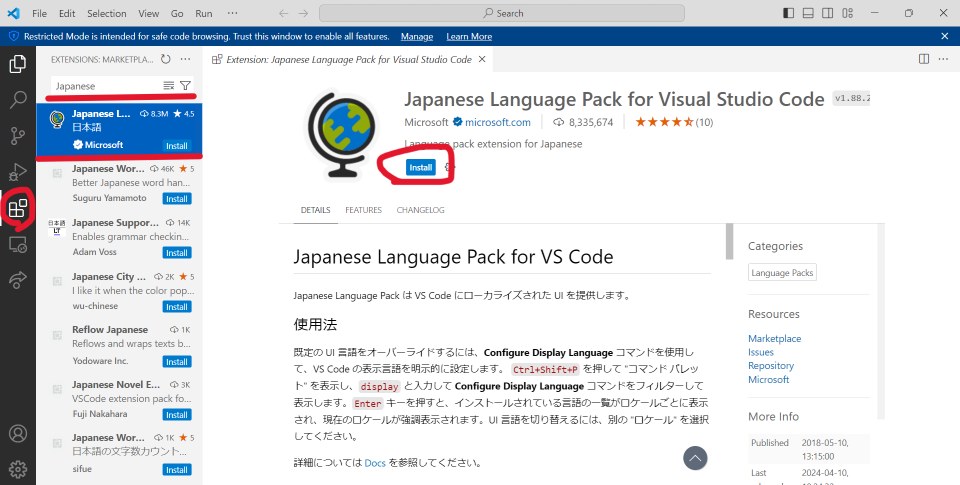 File Edit Selection View Go Run ... Search
Restricted Mode is intended for safe code browsing. Trust this window to enable all features. Manage Learn More
EXTENSIONS: MARKETPLA...
Japanese
Japanese L... 8.3M 4.5
日本語
Microsoft Install
Japanese Wor... 46K 5
Better Japanese word han...
Suguru Yamamoto Install
日本語
LT
Japanese Suppor... 14K
Enables grammar checkin...
Adam Voss Install
Japanese City ... 2K 5
I like it when the color pop...
wu-chinese Install
Reflow Japanese 1K
Reflows and wraps texts b...
Yodoware Inc. Install
Japanese Novel E... 3K
VSCode extension pack fo...
Fuji Nakahara Install
Japanese Wor... 1K 5
日本語の文字数カウント...
sifue Install
Extension: Japanese Language Pack for Visual Studio Code
Japanese Language Pack for Visual Studio Code v1.88.2
Microsoft microsoft.com 8,335,674 (10)
Language pack extension for Japanese
Install
DETAILS FEATURES CHANGELOG
Japanese Language Pack for VS Code
Japanese Language Pack は VS Code にローカライズされた UI を提供します。
使用法
既定の UI 言語をオーバーライドするには、Configure Display Language コマンドを使用し
て、VS Code の表示言語を明示的に設定します。 Ctrl+Shift+P を押して "コマンド パレッ
ト" を表示し、display と入力して Configure Display Language コマンドをフィルターして
表示します。Enter キーを押すと、インストールされている言語の一覧がロケールごとに表示
され、現在のロケールが強調表示されます。UI 言語を切り替えるには、別の "ロケール" を選択
してください。
詳細については Docs を参照してください。
Categories
Language Packs
Resources
Marketplace
Issues
Repository
Microsoft
More Info
Published 2018-05-10,
13:15:00
Last 2024-04-10,